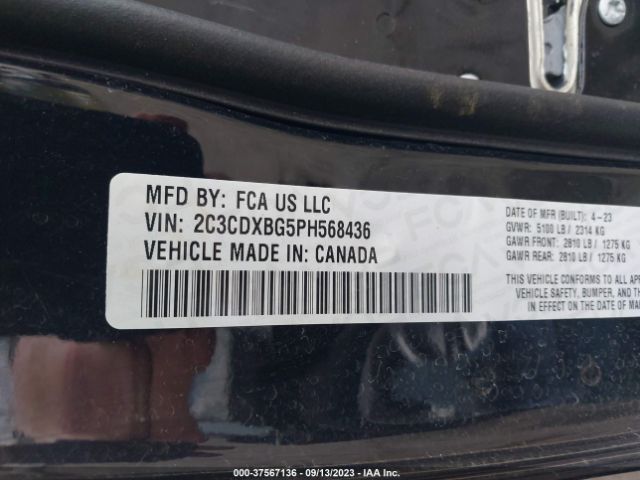 MFD BY: FCA US LLC
VIN: 2C3CDXBG5PH568436
VEHICLE MADE IN: CANADA
DATE OF MFR (BUILT): 4-23
GVWR: 5100 LB / 2314 KG
GAWR FRONT: 2810 LB / 1275 KG
GAWR REAR: 2810 LB / 1275 KG
THIS VEHICLE CONFORMS TO ALL APP
VEHICLE SAFETY, BUMPER, AND THE
IN EFFECT ON THE DATE OF MAN
000-37567136 - 09/13/2023 - IAA Inc.